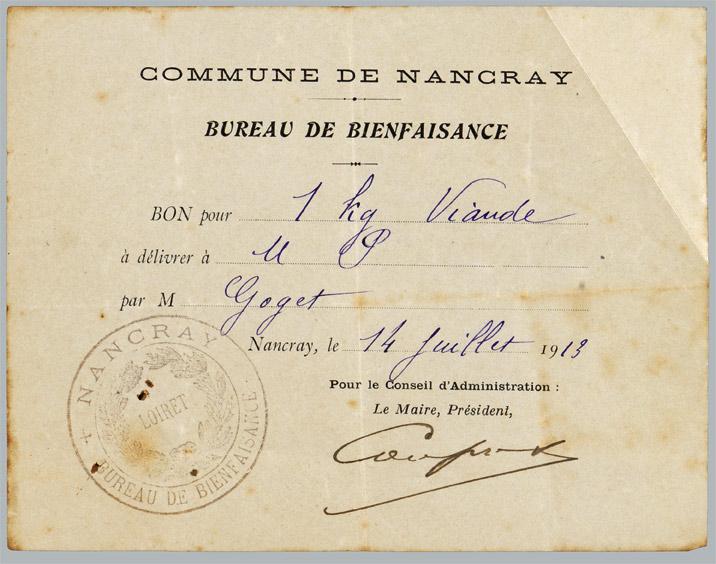 COMMUNE DE NANCRAY
BUREAU DE BIENFAISANCE
BON pour 1 kg Viande
à délivrer à M P
par M Goget
Nancray, le 14 Juillet 1913
Pour le Conseil d'Administration :
Le Maire, Président,
NANCRAY
LOIRET
BUREAU DE BIENFAISANCE